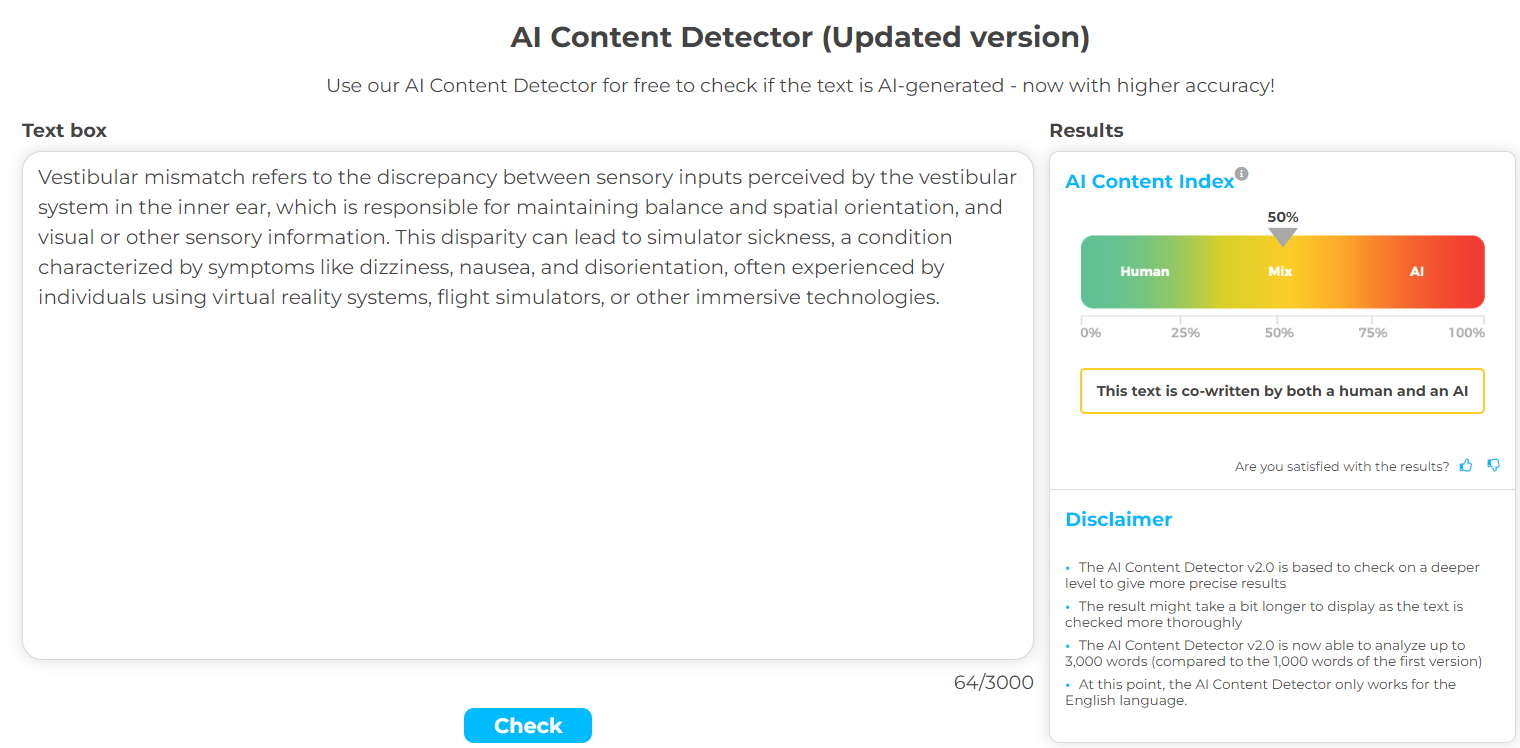 AI Content Detector (Updated version)
Use our AI Content Detector for free to check if the text is AI-generated - now with higher accuracy!
Text box
Vestibular mismatch refers to the discrepancy between sensory inputs perceived by the vestibular
system in the inner ear, which is responsible for maintaining balance and spatial orientation, and
visual or other sensory information. This disparity can lead to simulator sickness, a condition
characterized by symptoms like dizziness, nausea, and disorientation, often experienced by
individuals using virtual reality systems, flight simulators, or other immersive technologies.
64/3000
Check
Results
AI Content Index
50%
Human Mix AI
0% 25% 50% 75% 100%
This text is co-written by both a human and an AI
Are you satisfied with the results?
Disclaimer
• The AI Content Detector v2.0 is based to check on a deeper
level to give more precise results
• The result might take a bit longer to display as the text is
checked more thoroughly
• The AI Content Detector v2.0 is now able to analyze up to
3,000 words (compared to the 1,000 words of the first version)
• At this point, the AI Content Detector only works for the
English language.